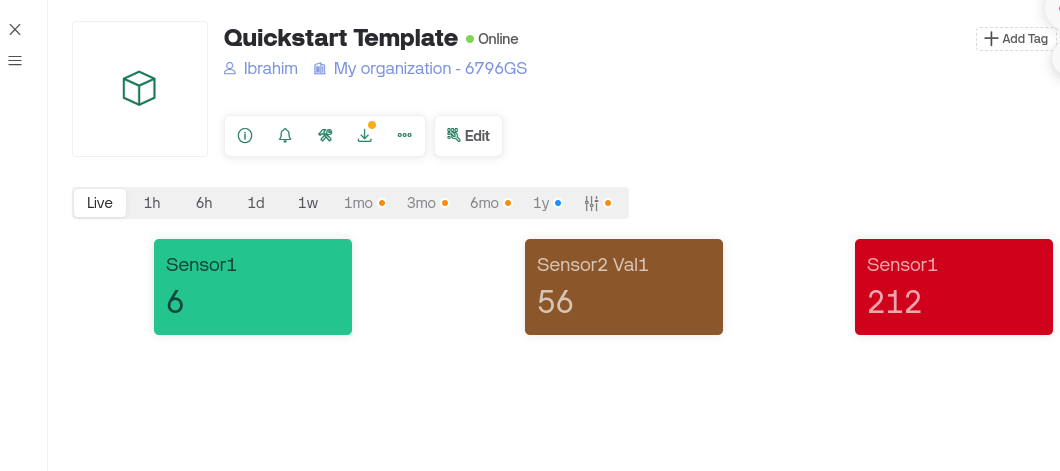 Quickstart Template Online
Add Tag
Ibrahim My organization - 6796GS
Edit
Live 1h 6h 1d 1w 1mo 3mo 6mo 1y
Sensor1
6
Sensor2 Val1
56
Sensor1
212